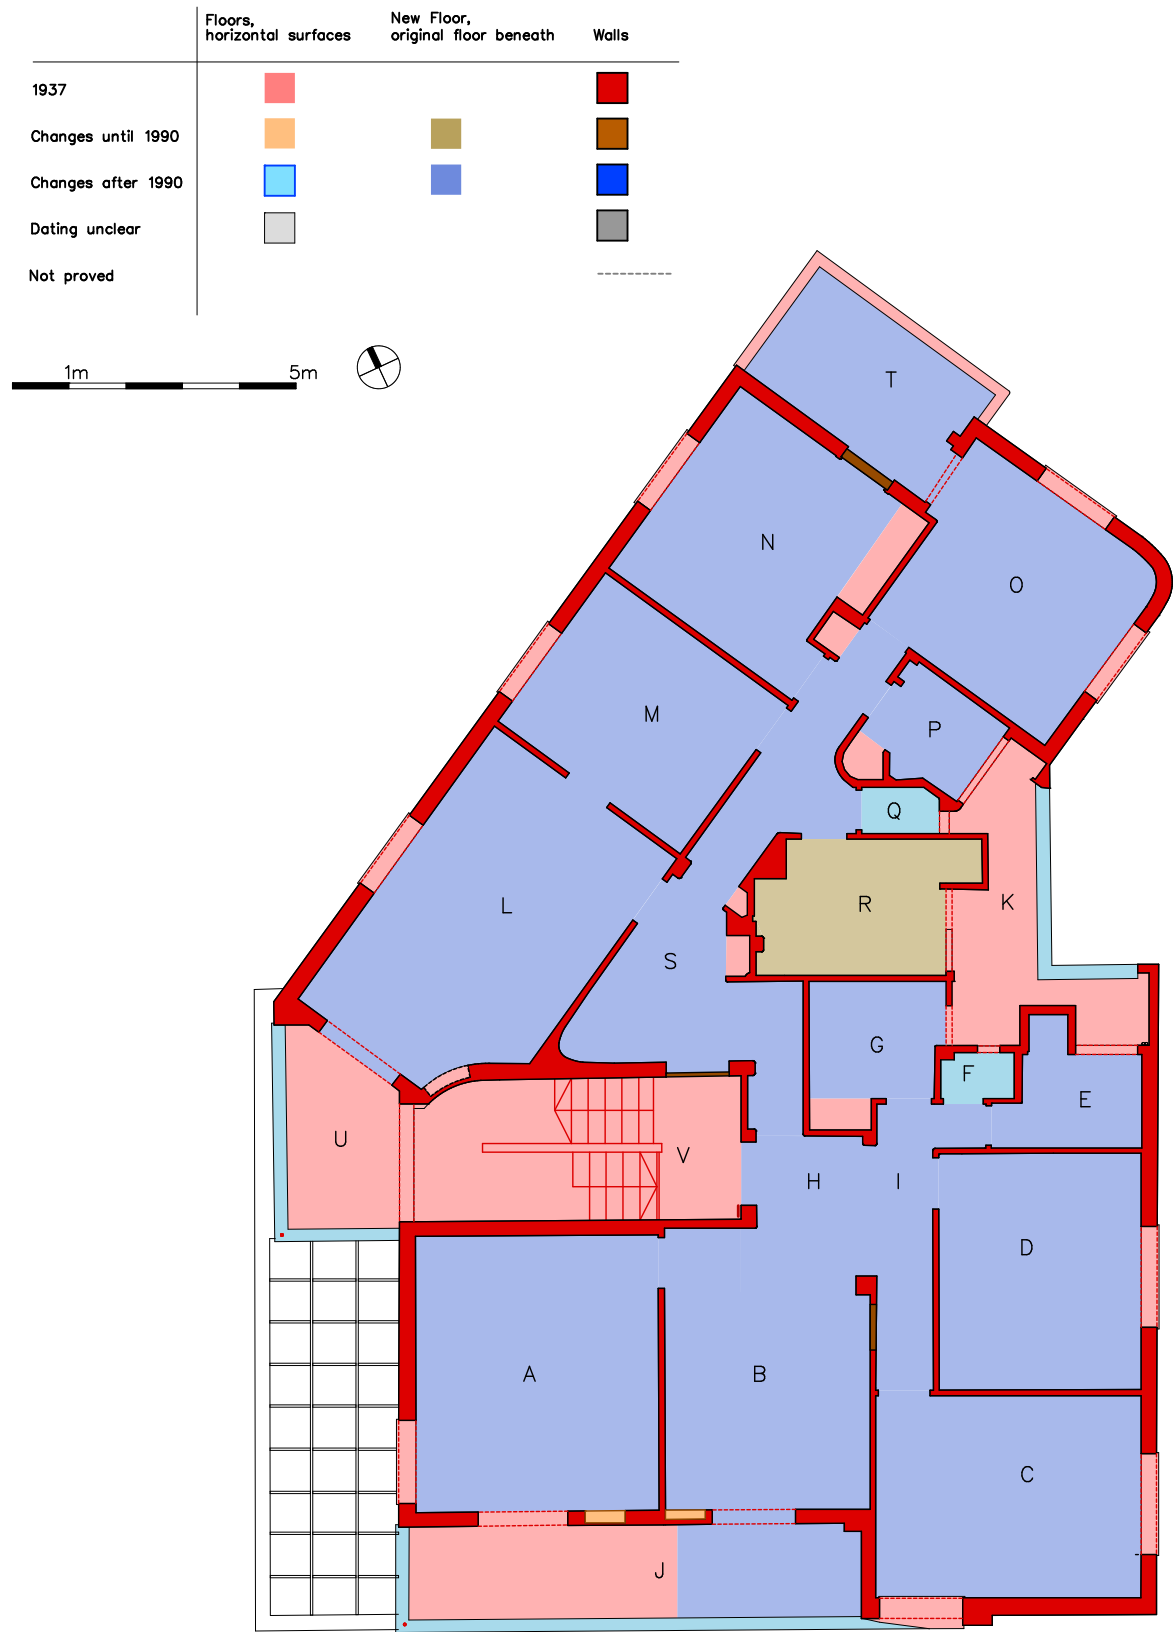 Floors,
horizontal surfaces
New Floor,
original floor beneath
Walls
1937
Changes until 1990
Changes after 1990
Dating unclear
Not proved
1m
5m
T
N
O
M
P
Q
L
R
K
S
G
F
E
U
V
H
I
D
A
B
C
J